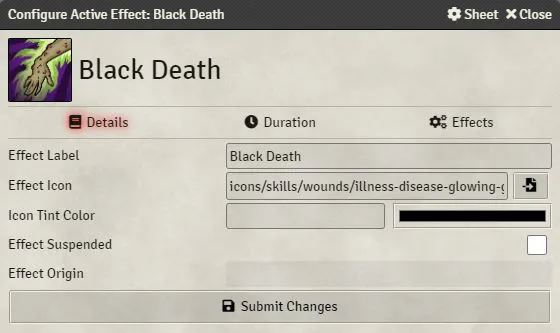 Configure Active Effect: Black Death Sheet Close
Black Death
Details Duration Effects
Effect Label Black Death
Effect Icon icons/skills/wounds/illness-disease-glowing-g
Icon Tint Color
Effect Suspended
Effect Origin
Submit Changes